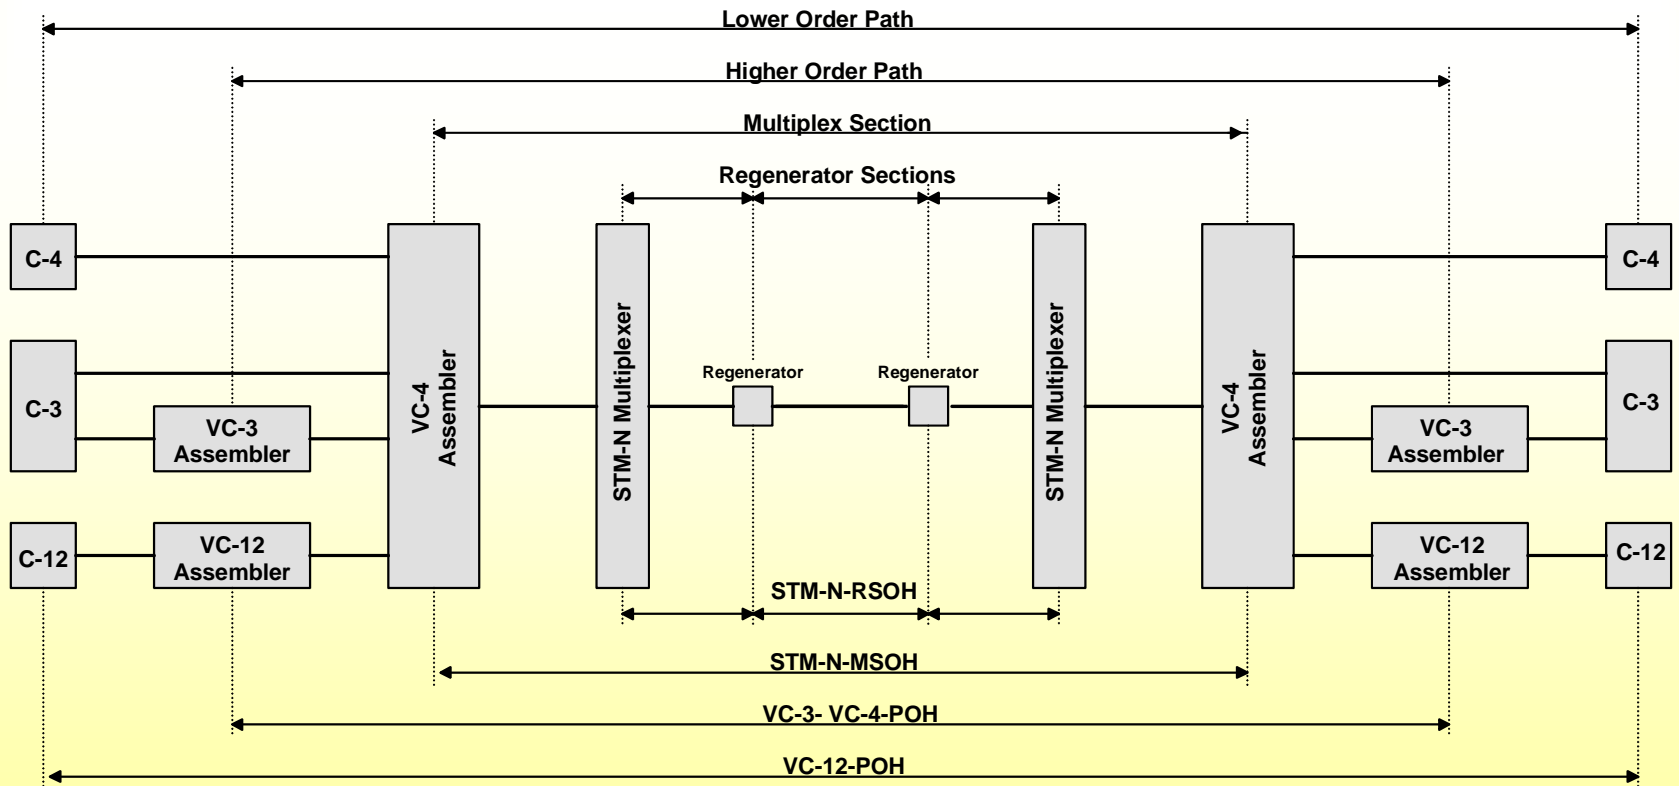 Lower Order Path
Higher Order Path
Multiplex Section
Regenerator Sections
C-4
C-4
C-3
VC-3
Assembler
VC-4
Assembler
STM-N Multiplexer
Regenerator
Regenerator
STM-N Multiplexer
VC-4
Assembler
VC-3
Assembler
C-3
C-12
VC-12
Assembler
VC-12
Assembler
C-12
STM-N-RSOH
STM-N-MSOH
VC-3- VC-4-POH
VC-12-POH